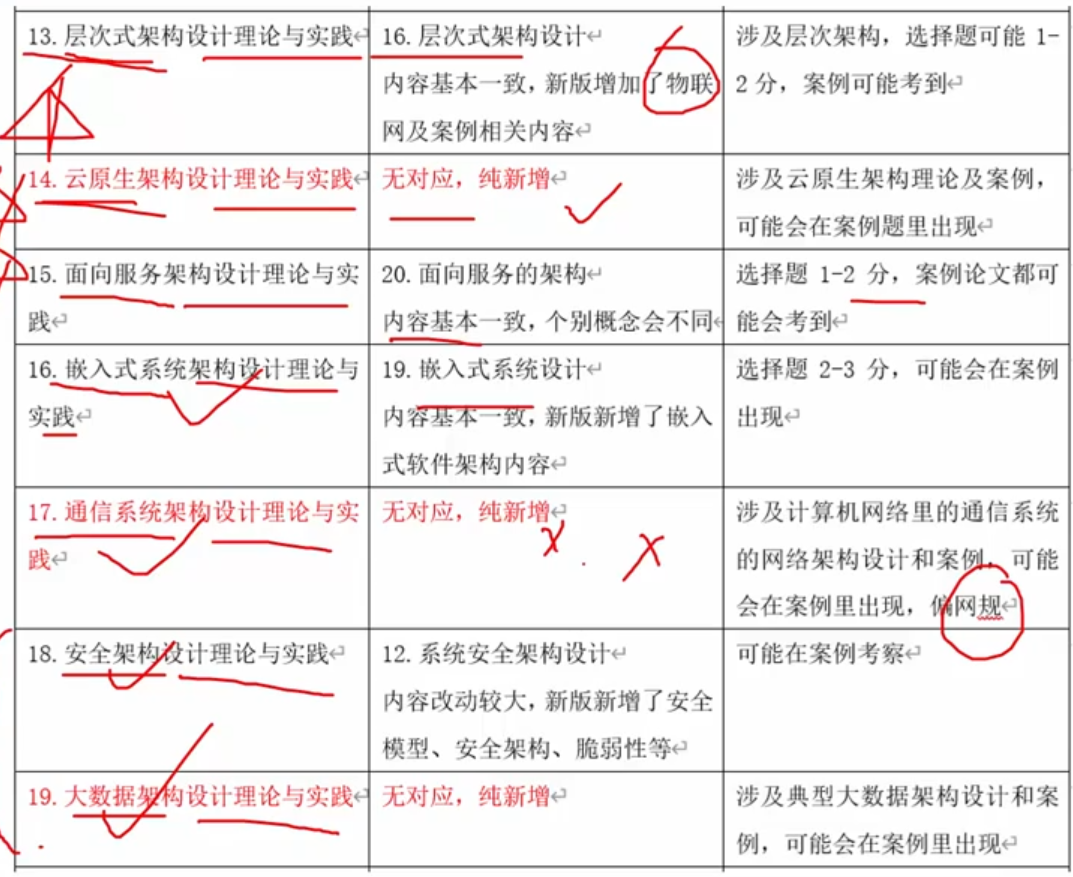 13. 层次式架构设计理论与实践
16. 层次式架构设计
内容基本一致，新版增加了物联
网及案例相关内容
涉及层次架构，选择题可能 1-
2 分，案例可能考到
14. 云原生架构设计理论与实践
无对应，纯新增
涉及云原生架构理论及案例，
可能会在案例题里出现
15. 面向服务架构设计理论与实
践
20. 面向服务的架构
内容基本一致，个别概念会不同
选择题 1-2 分，案例论文都可
能会考到
16. 嵌入式系统架构设计理论与
实践
19. 嵌入式系统设计
内容基本一致，新版新增了嵌入
式软件架构内容
选择题 2-3 分，可能会在案例
出现
17. 通信系统架构设计理论与实
践
无对应，纯新增
涉及计算机网络里的通信系统
的网络架构设计和案例，可能
会在案例里出现，偏网规
18. 安全架构设计理论与实践
12. 系统安全架构设计
内容改动较大，新版新增了安全
模型、安全架构、脆弱性等
可能在案例考察
19. 大数据架构设计理论与实践
无对应，纯新增
涉及典型大数据架构设计和案
例，可能会在案例里出现